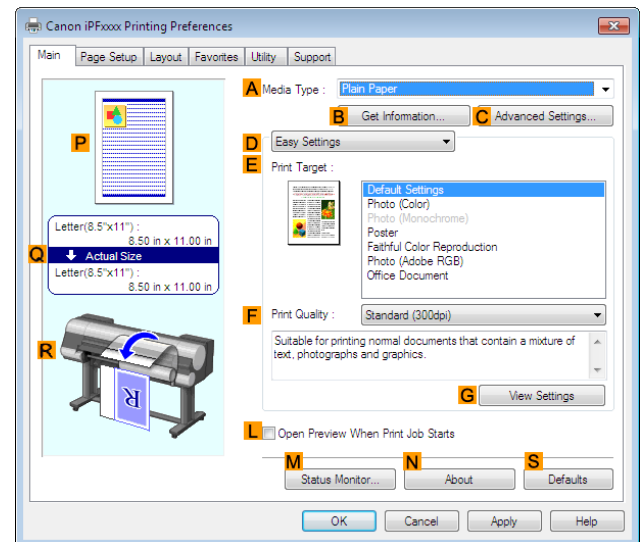 Canon iPFxxxx Printing Preferences
Main Page Setup Layout Favorites Utility Support
A Media Type : Plain Paper
B Get Infomation... C Advanced Settings...
D Easy Settings
E Print Target :
Default Settings
Photo (Color)
Photo (Monochrome)
Poster
Faithful Color Reproduction
Photo (Adobe RGB)
Office Document
F Print Quality : Standard (300dpi)
Suitable for printing normal documents that contain a mixture of
text, photographs and graphics.
G View Settings
L Open Preview When Print Job Starts
M Status Monitor... N About S Defaults
P
Letter(8.5"x11") :
8.50 in x 11.00 in
Q Actual Size
Letter(8.5"x11") :
8.50 in x 11.00 in
R
R
OK Cancel Apply Help